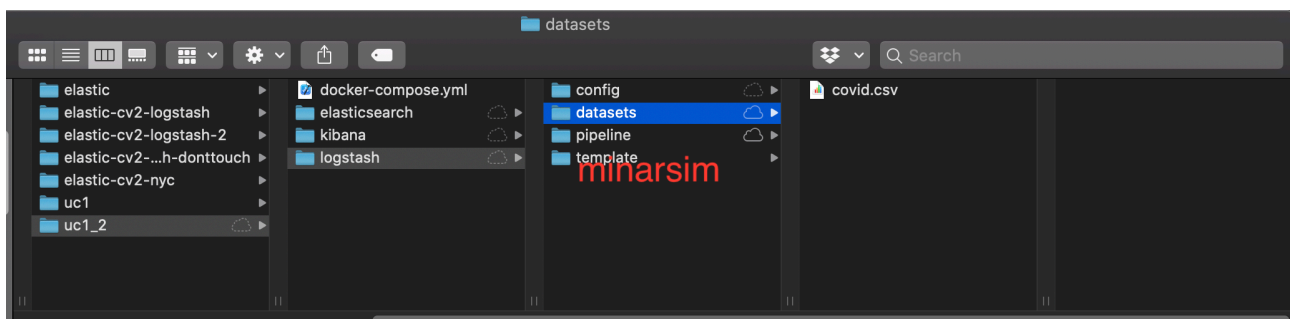 datasets
Search
elastic
elastic-cv2-logstash
elastic-cv2-logstash-2
elastic-cv2-...h-donttouch
elastic-cv2-nyc
uc1
uc1_2
docker-compose.yml
elasticsearch
kibana
logstash
config
datasets
pipeline
template
minarsim
covid.csv